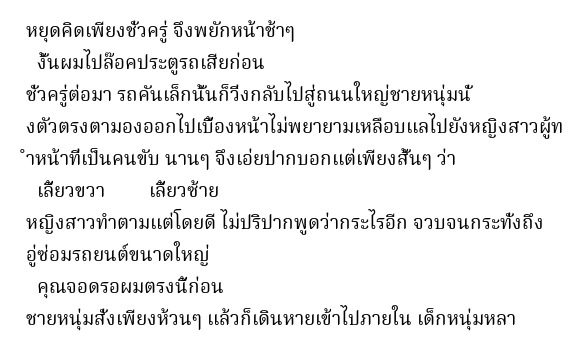 หยุดคิดเพียงชั่วครู่ จึงพยักหน้าช้าๆ
งั้นผมไปล๊อคประตูรถเสียก่อน
ชั่วครู่ต่อมา รถคันเล็กนั้นก็วิ่งกลับไปสู่ถนนใหญ่ชายหนุ่มนั่
งตัวตรงตามองออกไปเบื้องหน้าไม่พยายามเหลือบแลไปยังหญิงสาวผู้ท
ำหน้าที่เป็นคนขับ นานๆ จึงเอ่ยปากบอกแต่เพียงสั้นๆ ว่า
เลี้ยวขวา เลี้ยวซ้าย
หญิงสาวทำตามแต่โดยดี ไม่ปริปากพูดว่ากระไรอีก จวบจนกระทั่งถึง
อู่ซ่อมรถยนต์ขนาดใหญ่
คุณจอดรอผมตรงนี้ก่อน
ชายหนุ่มสั่งเพียงห้วนๆ แล้วก็เดินหายเข้าไปภายใน เด็กหนุ่มหลา